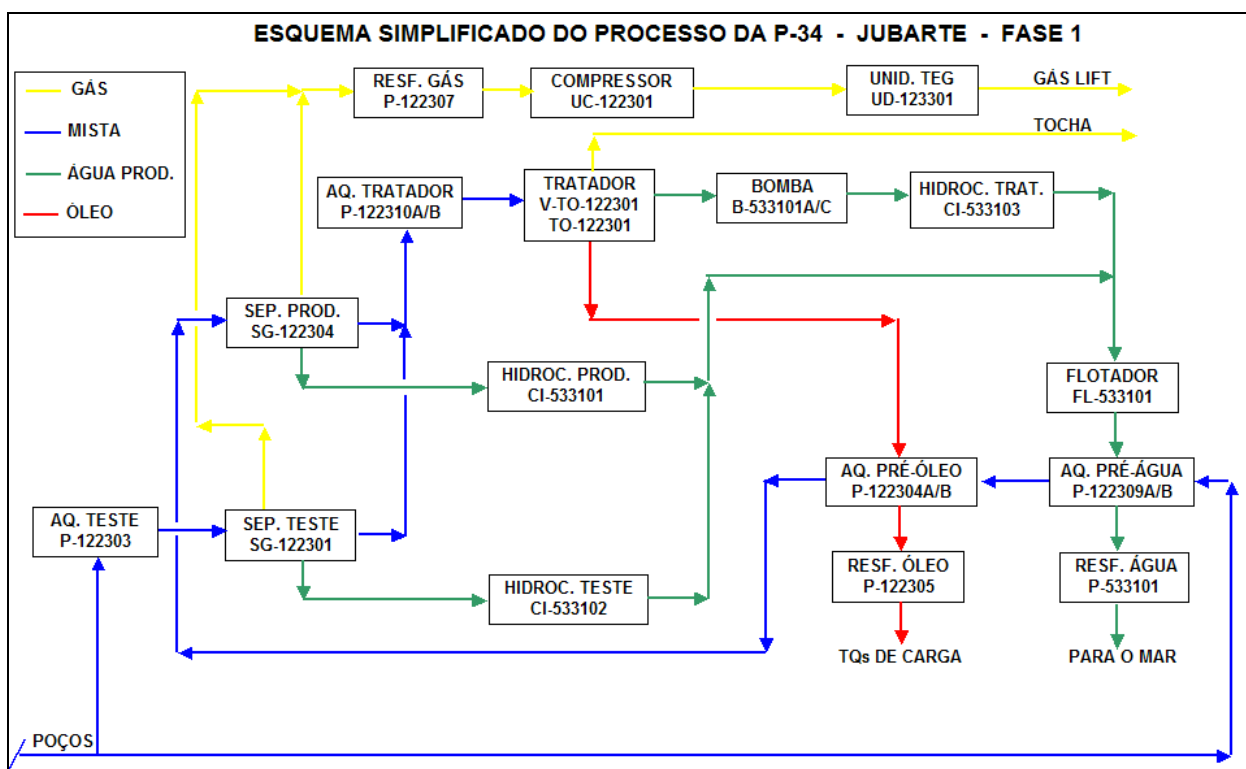 ESQUEMA SIMPLIFICADO DO PROCESSO DA P-34 - JUBARTE - FASE 1
GÁS
MISTA
ÁGUA PROD.
ÓLEO
RESF. GÁS
P-122307
COMPRESSOR
UC-122301
UNID. TEG
UD-123301
GÁS LIFT
TOCHA
AQ. TRATADOR
P-122310A/B
TRATADOR
V-TO-122301
TO-122301
BOMBA
B-533101A/C
HIDROC. TRAT.
CI-533103
SEP. PROD.
SG-122304
HIDROC. PROD.
CI-533101
FLOTADOR
FL-533101
AQ. PRÉ-ÓLEO
P-122304A/B
AQ. PRÉ-ÁGUA
P-122309A/B
AQ. TESTE
P-122303
SEP. TESTE
SG-122301
HIDROC. TESTE
CI-533102
RESF. ÓLEO
P-122305
RESF. ÁGUA
P-533101
TQs DE CARGA
PARA O MAR
POÇOS